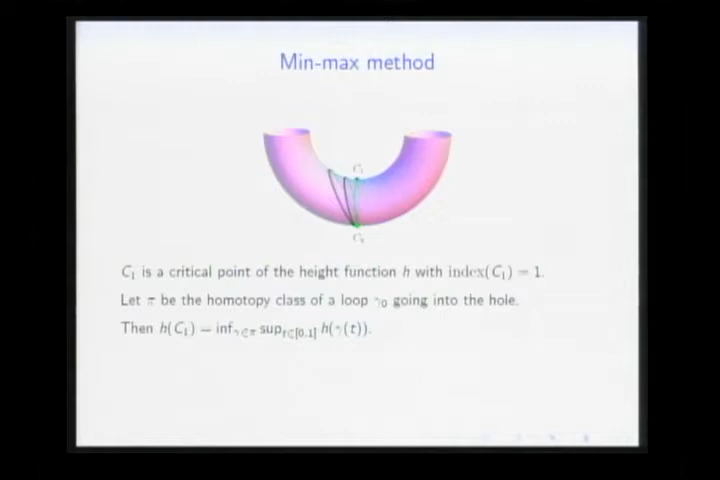 Min-max method
C₁
C₀
C₁ is a critical point of the height function h with index(C₁) = 1.
Let π be the homotopy class of a loop γ₀ going into the hole.
Then h(C₁) = inf_{γ∈π} sup_{t∈[0,1]} h(γ(t)).